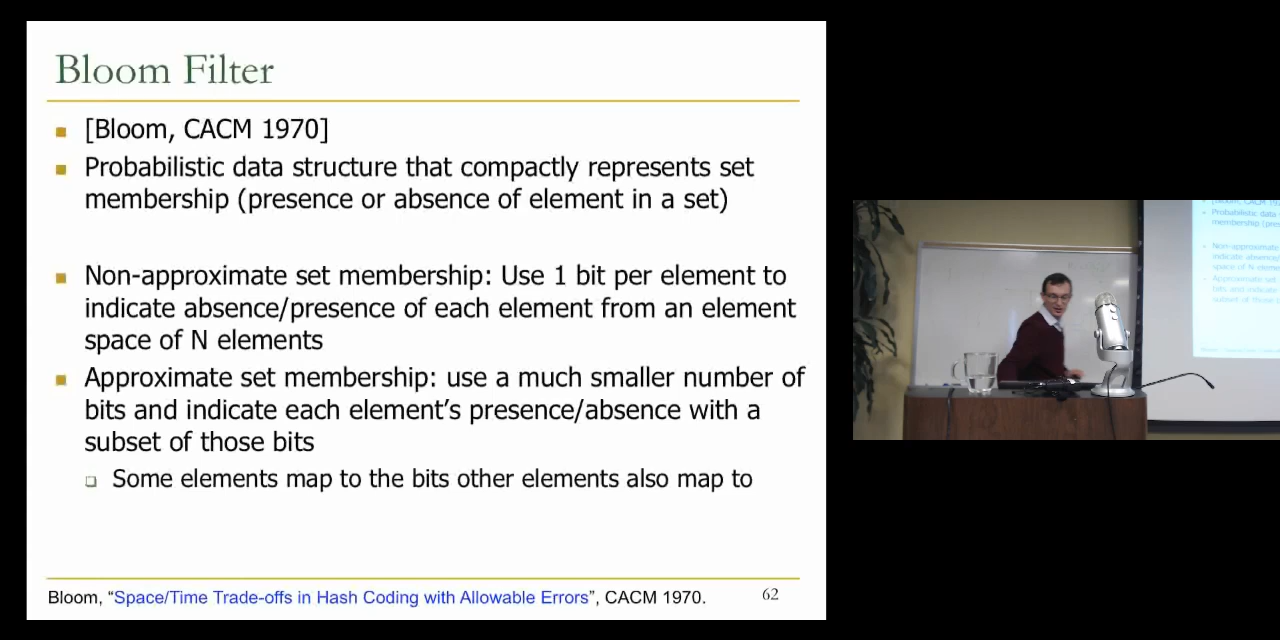 Bloom Filter
[Bloom, CACM 1970]
Probabilistic data structure that compactly represents set
membership (presence or absence of element in a set)
Non-approximate set membership: Use 1 bit per element to
indicate absence/presence of each element from an element
space of N elements
Approximate set membership: use a much smaller number of
bits and indicate each element's presence/absence with a
subset of those bits
Some elements map to the bits other elements also map to
Bloom, “Space/Time Trade-offs in Hash Coding with Allowable Errors”, CACM 1970.
62